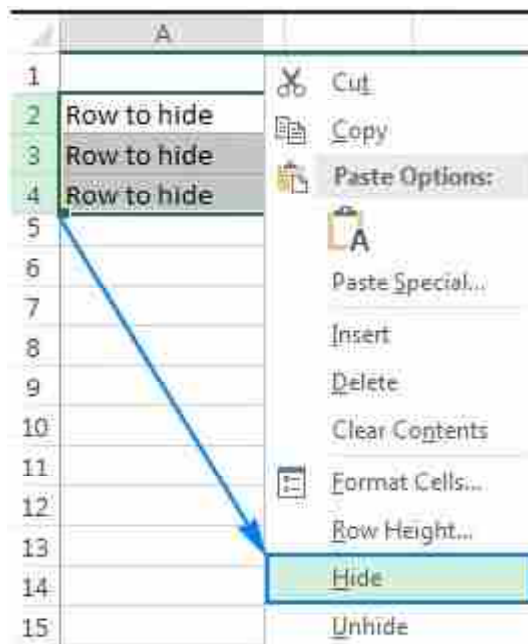 A
1
2 Row to hide
3 Row to hide
4 Row to hide
5
6
7
8
9
10
11
12
13
14
15
Cut
Copy
Paste Options:
A
Paste Special...
Insert
Delete
Clear Contents
Format Cells...
Row Height...
Hide
Unhide